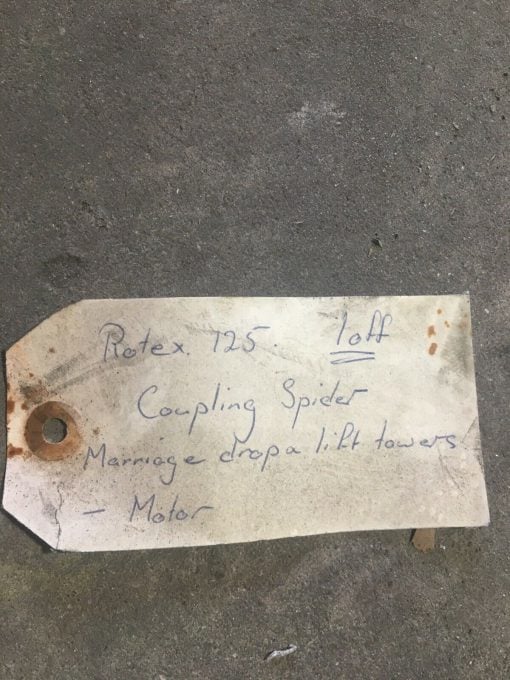 Rotex. 125. 1off
Coupling Spider
Marriage drop a lift towers
- Motor